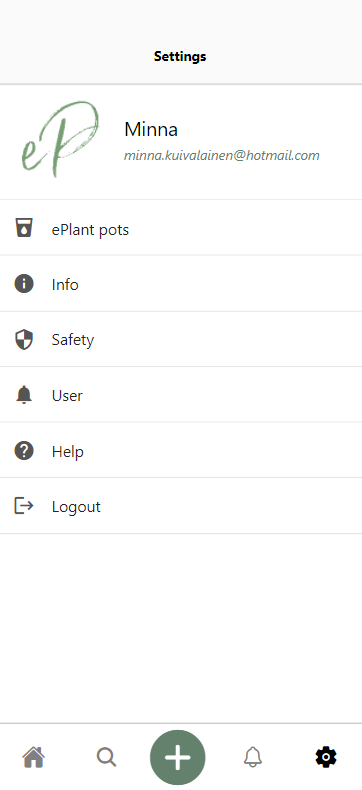 Settings
eP
Minna
minna.kuivalainen@hotmail.com
ePlant pots
Info
Safety
User
Help
Logout